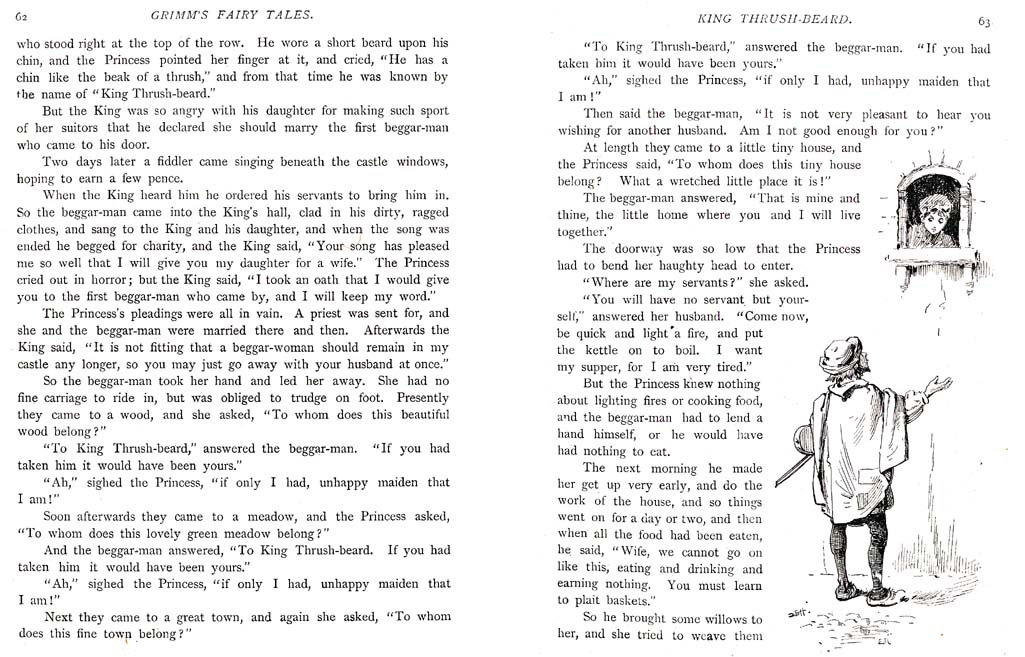 62
GRIMM'S FAIRY TALES.
who stood right at the top of the row. He wore a short beard upon his
chin, and the Princess pointed her finger at it, and cried, "He has a
chin like the beak of a thrush," and from that time he was known by
the name of "King Thrush-beard."
But the King was so angry with his daughter for making such sport
of her suitors that he declared she should marry the first beggar-man
who came to his door.
Two days later a fiddler came singing beneath the castle windows,
hoping to earn a few pence.
When the King heard him he ordered his servants to bring him in.
So the beggar-man came into the King's hall, clad in his dirty, ragged
clothes, and sang to the King and his daughter, and when the song was
ended he begged for charity, and the King said, "Your song has pleased
me so well that I will give you my daughter for a wife." The Princess
cried out in horror; but the King said, "I took an oath that I would give
you to the first beggar-man who came by, and I will keep my word."
The Princess's pleadings were all in vain. A priest was sent for, and
she and the beggar-man were married there and then. Afterwards the
King said, "It is not fitting that a beggar-woman should remain in my
castle any longer, so you may just go away with your husband at once."
So the beggar-man took her hand and led her away. She had no
fine carriage to ride in, but was obliged to trudge on foot. Presently
they came to a wood, and she asked, "To whom does this beautiful
wood belong?"
"To King Thrush-beard," answered the beggar-man. "If you had
taken him it would have been yours."
"Ah," sighed the Princess, "if only I had, unhappy maiden that
I am!"
Soon afterwards they came to a meadow, and the Princess asked,
"To whom does this lovely green meadow belong?"
And the beggar-man answered, "To King Thrush-beard. If you had
taken him it would have been yours."
"Ah," sighed the Princess, "if only I had, unhappy maiden that
I am!"
Next they came to a great town, and again she asked, "To whom
does this fine town belong?"
KING THRUSH-BEARD.
63
"To King Thrush-beard," answered the beggar-man. "If you had
taken him it would have been yours."
"Ah," sighed the Princess, "if only I had, unhappy maiden that
I am!"
Then said the beggar-man, "It is not very pleasant to hear you
wishing for another husband. Am I not good enough for you?"
At length they came to a little tiny house, and
the Princess said, "To whom does this tiny house
belong? What a wretched little place it is!"
The beggar-man answered, "That is mine and
thine, the little home where you and I will live
together."
The doorway was so low that the Princess
had to bend her haughty head to enter.
"Where are my servants?" she asked.
"You will have no servant but your-
self," answered her husband. "Come now,
be quick and light a fire, and put
the kettle on to boil. I want
my supper, for I am very tired."
But the Princess knew nothing
about lighting fires or cooking food,
and the beggar-man had to lend a
hand himself, or he would have
had nothing to eat.
The next morning he made
her get up very early, and do the
work of the house, and so things
went on for a day or two, and then
when all the food had been eaten,
he said, "Wife, we cannot go on
like this, eating and drinking and
earning nothing. You must learn
to plait baskets."
So he brought some willows to
her, and she tried to weave them